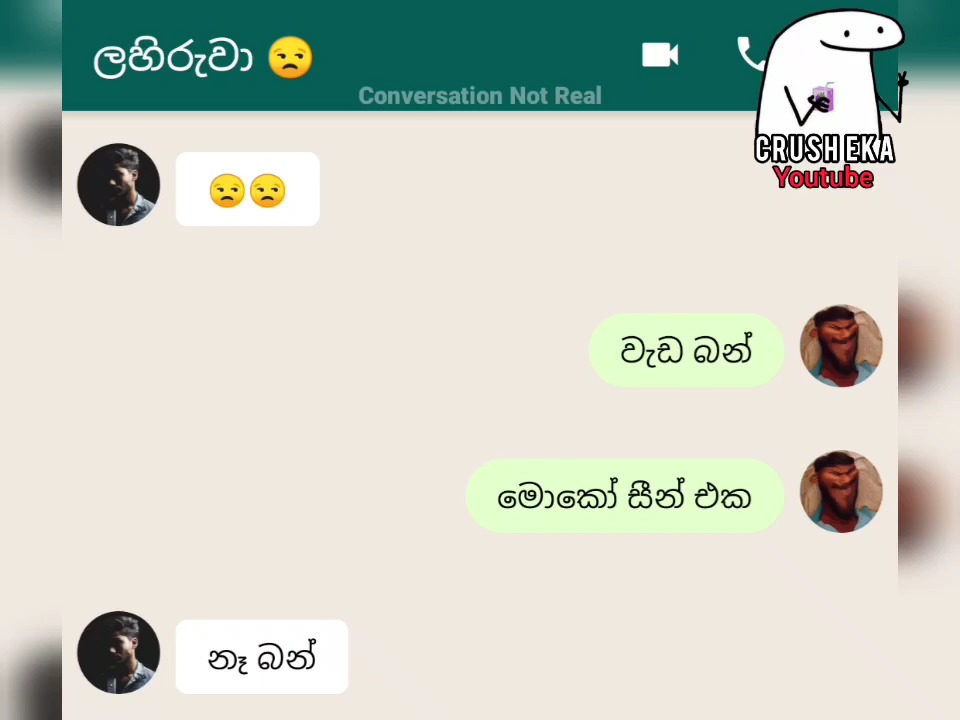 ලහිරුවා 😒
Conversation Not Real
CRUSH EKA
Youtube
😒😒
වැඩ බන්
මොකෝ සීන් එක
නෑ බන්